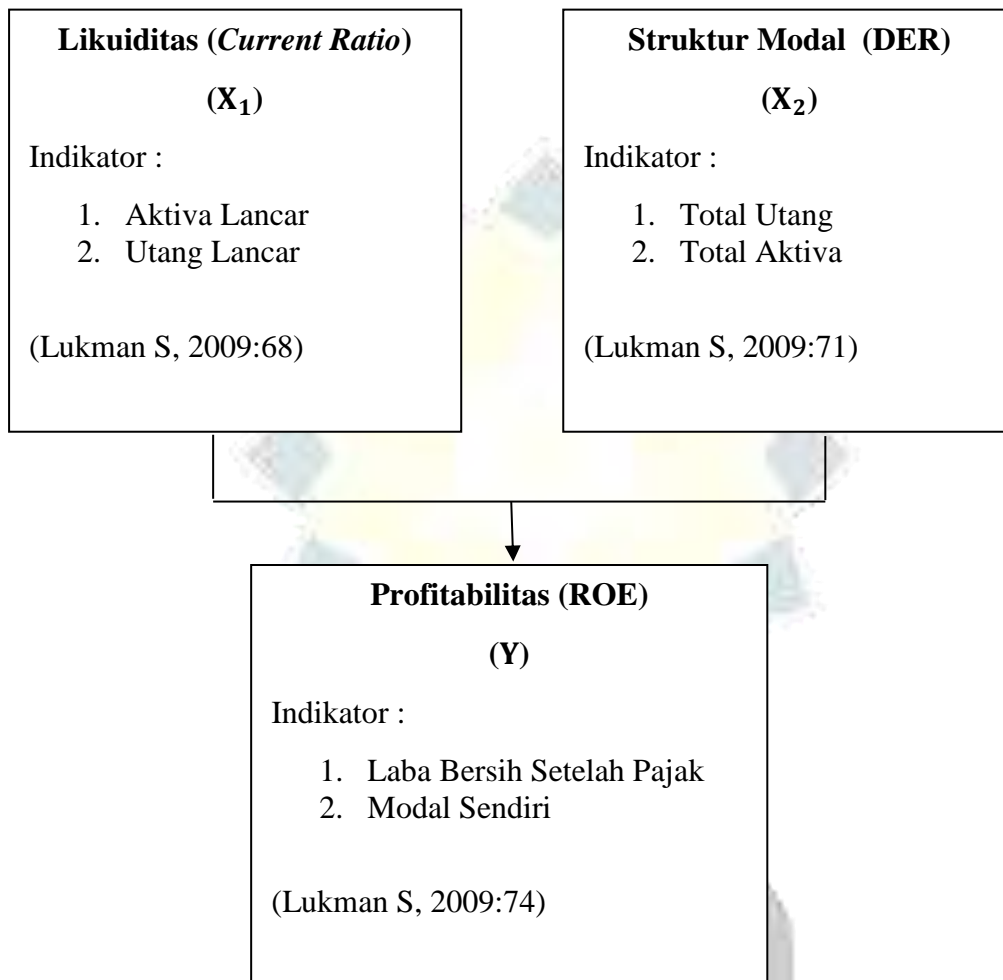 Likuiditas (Current Ratio)
(X₁)
Indikator :
1. Aktiva Lancar
2. Utang Lancar
(Lukman S, 2009:68)
Struktur Modal (DER)
(X₂)
Indikator :
1. Total Utang
2. Total Aktiva
(Lukman S, 2009:71)
Profitabilitas (ROE)
(Y)
Indikator :
1. Laba Bersih Setelah Pajak
2. Modal Sendiri
(Lukman S, 2009:74)